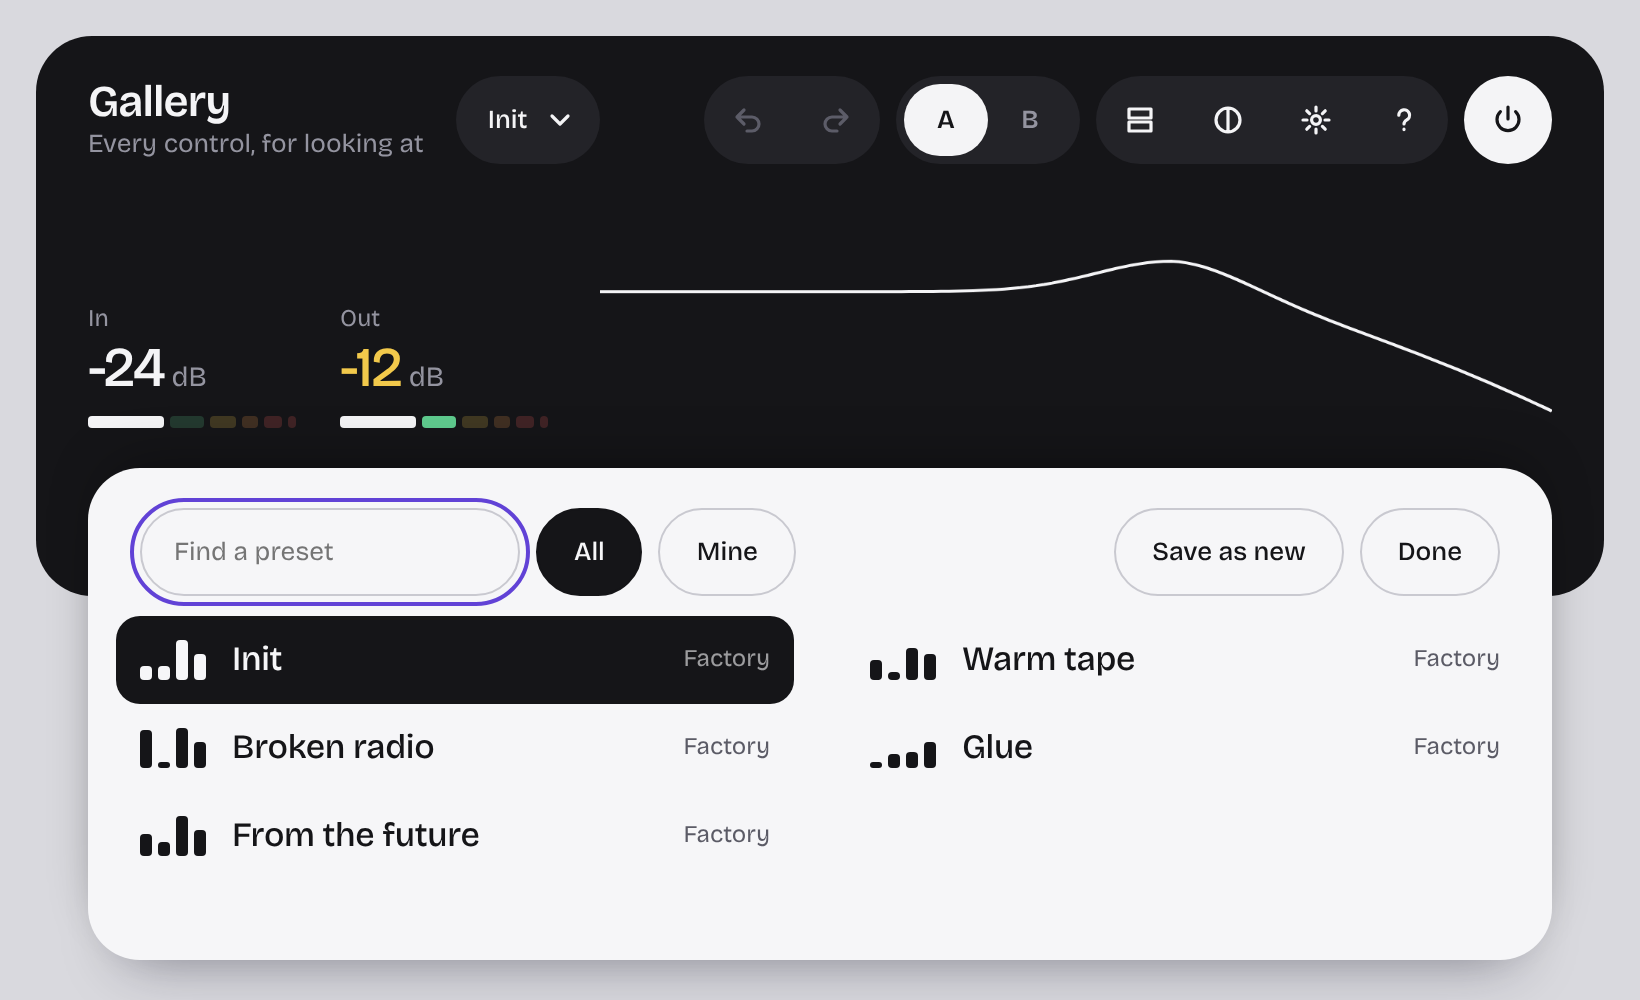 Gallery
Every control, for looking at
Init
A
B
?
In
-24 dB
Out
-12 dB
Find a preset
All
Mine
Save as new
Done
Init
Factory
Warm tape
Factory
Broken radio
Factory
Glue
Factory
From the future
Factory